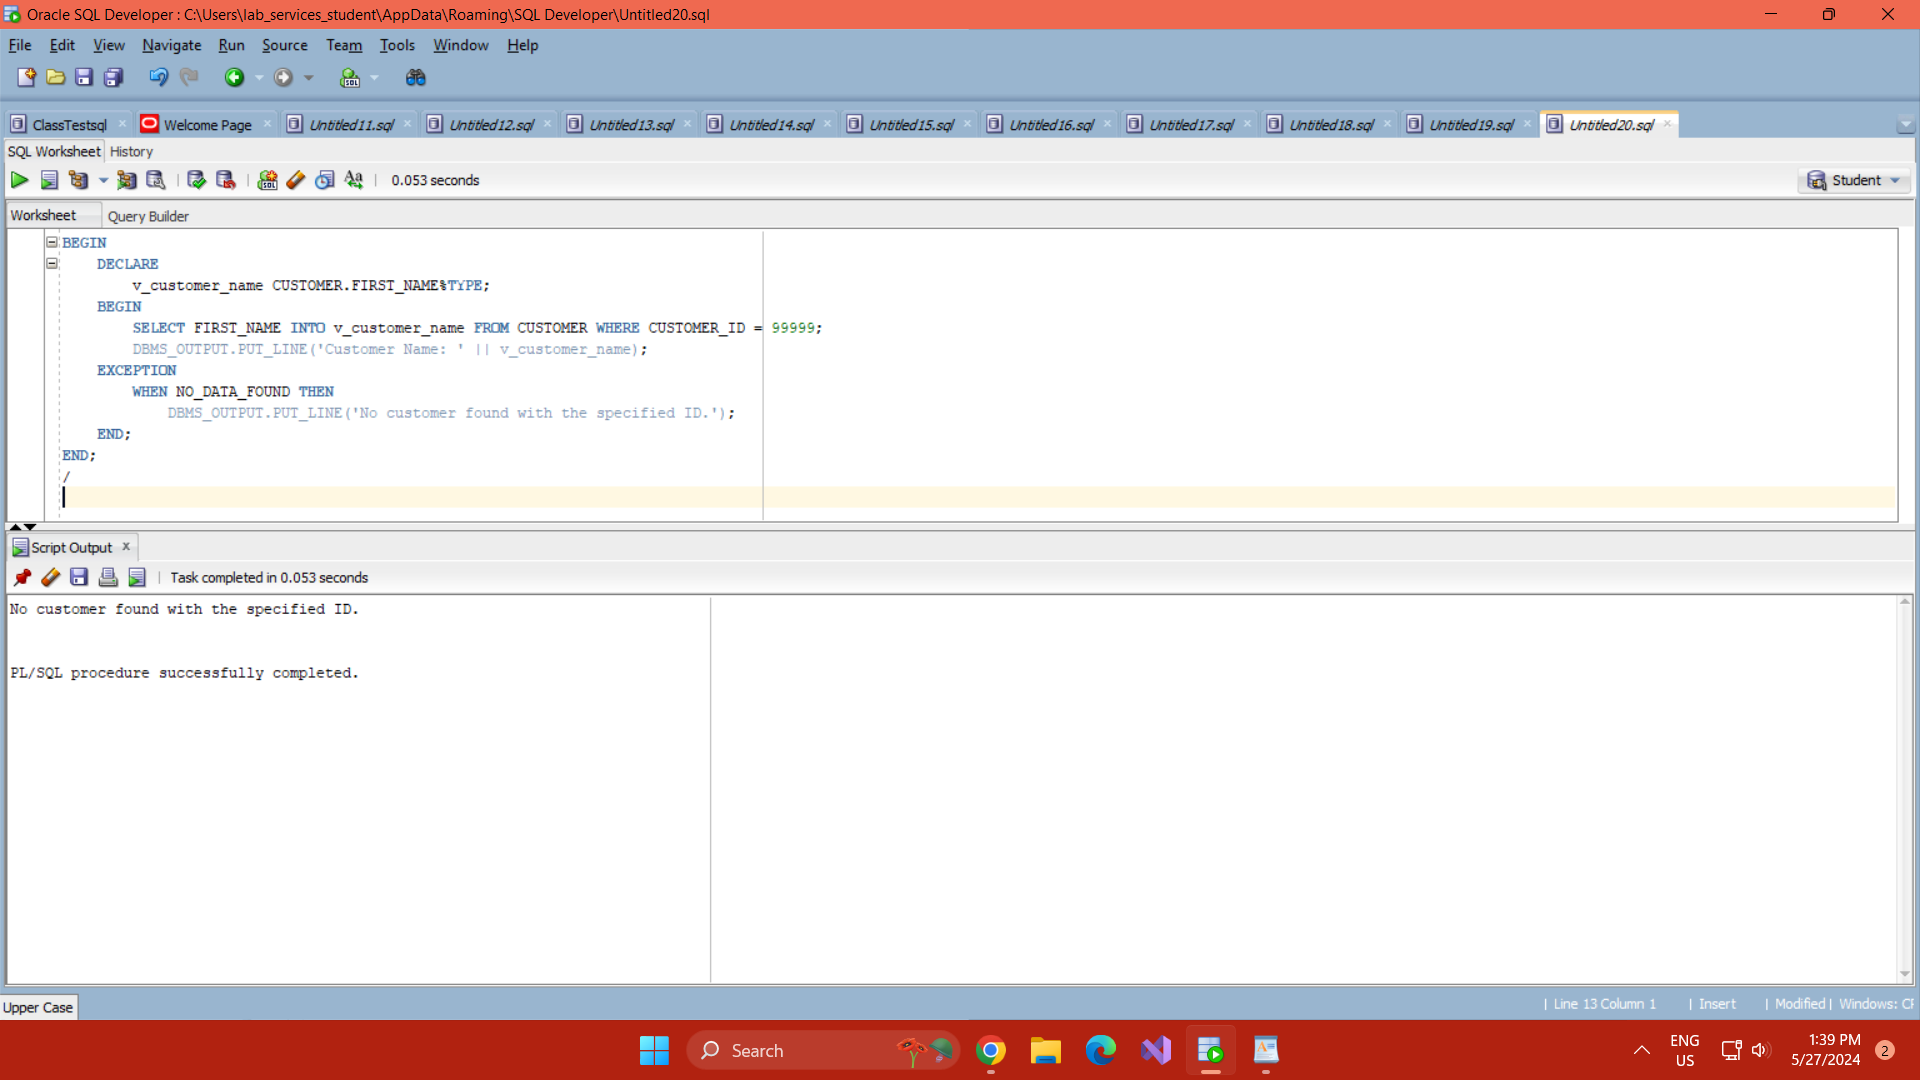 Oracle SQL Developer : C:\Users\lab_services_student\AppData\Roaming\SQL Developer\Untitled20.sql
File Edit View Navigate Run Source Team Tools Window Help
ClassTestsql Welcome Page Untitled11.sql Untitled12.sql Untitled13.sql Untitled14.sql Untitled15.sql Untitled16.sql Untitled17.sql Untitled18.sql Untitled19.sql Untitled20.sql
SQL Worksheet History
0.053 seconds Student
Worksheet Query Builder
BEGIN
    DECLARE
        v_customer_name CUSTOMER.FIRST_NAME%TYPE;
    BEGIN
        SELECT FIRST_NAME INTO v_customer_name FROM CUSTOMER WHERE CUSTOMER_ID = 99999;
        DBMS_OUTPUT.PUT_LINE('Customer Name: ' || v_customer_name);
    EXCEPTION
        WHEN NO_DATA_FOUND THEN
            DBMS_OUTPUT.PUT_LINE('No customer found with the specified ID.');
    END;
END;
/
Script Output x
Task completed in 0.053 seconds
No customer found with the specified ID.
PL/SQL procedure successfully completed.
Upper Case | Line 13 Column 1 | Insert | Modified | Windows:
Search
ENG
US
1:39 PM
5/27/2024
2